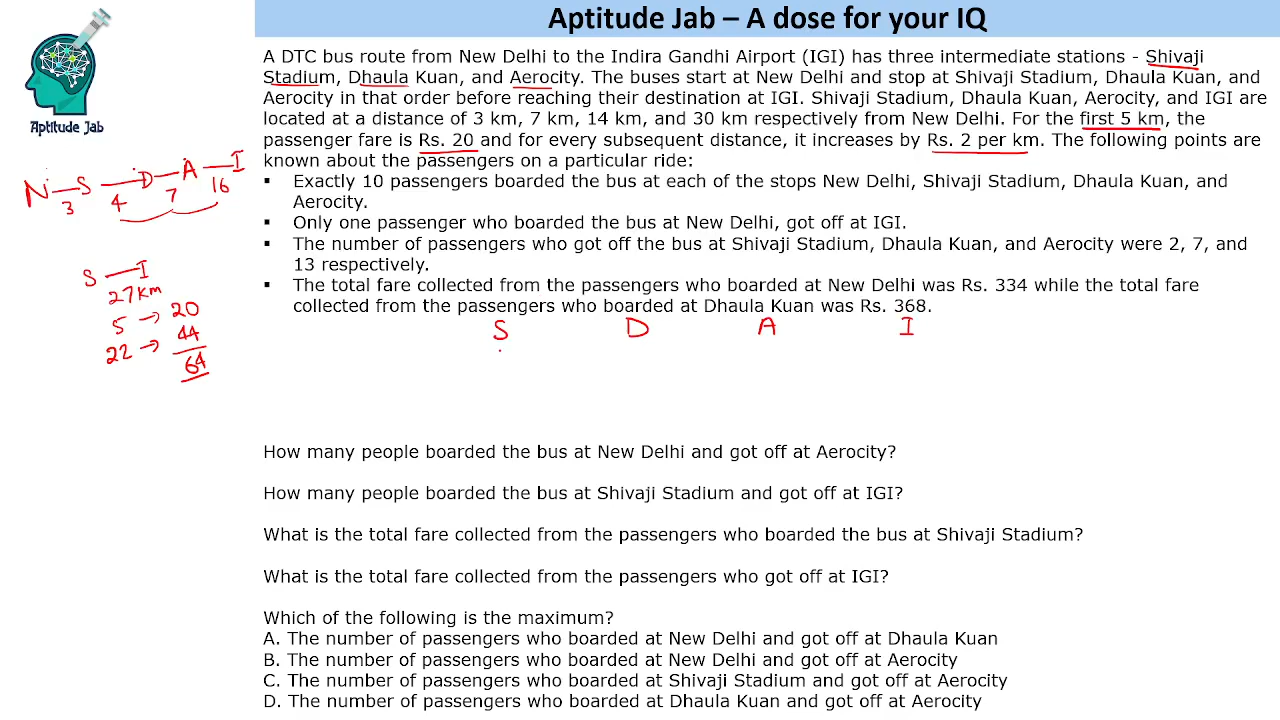 Aptitude Jab – A dose for your IQ
Aptitude Jab
A DTC bus route from New Delhi to the Indira Gandhi Airport (IGI) has three intermediate stations - Shivaji
Stadium, Dhaula Kuan, and Aerocity. The buses start at New Delhi and stop at Shivaji Stadium, Dhaula Kuan, and
Aerocity in that order before reaching their destination at IGI. Shivaji Stadium, Dhaula Kuan, Aerocity, and IGI are
located at a distance of 3 km, 7 km, 14 km, and 30 km respectively from New Delhi. For the first 5 km, the
passenger fare is Rs. 20 and for every subsequent distance, it increases by Rs. 2 per km. The following points are
known about the passengers on a particular ride:
▪ Exactly 10 passengers boarded the bus at each of the stops New Delhi, Shivaji Stadium, Dhaula Kuan, and
Aerocity.
▪ Only one passenger who boarded the bus at New Delhi, got off at IGI.
▪ The number of passengers who got off the bus at Shivaji Stadium, Dhaula Kuan, and Aerocity were 2, 7, and
13 respectively.
▪ The total fare collected from the passengers who boarded at New Delhi was Rs. 334 while the total fare
collected from the passengers who boarded at Dhaula Kuan was Rs. 368.
N S D A I
3 4 7 16
S I
27 km
5 → 20
22 → 44
64
S D A I
How many people boarded the bus at New Delhi and got off at Aerocity?
How many people boarded the bus at Shivaji Stadium and got off at IGI?
What is the total fare collected from the passengers who boarded the bus at Shivaji Stadium?
What is the total fare collected from the passengers who got off at IGI?
Which of the following is the maximum?
A. The number of passengers who boarded at New Delhi and got off at Dhaula Kuan
B. The number of passengers who boarded at New Delhi and got off at Aerocity
C. The number of passengers who boarded at Shivaji Stadium and got off at Aerocity
D. The number of passengers who boarded at Dhaula Kuan and got off at Aerocity